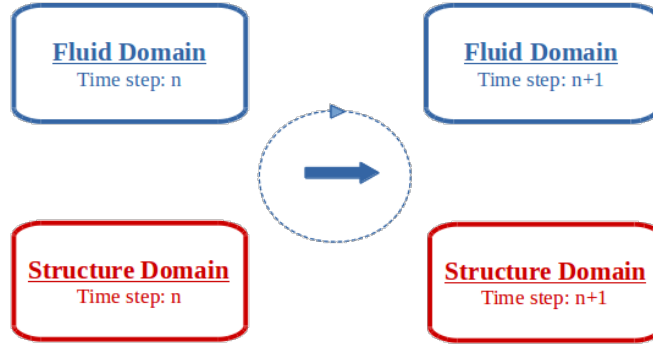 Fluid Domain
Time step: n
Fluid Domain
Time step: n+1
Structure Domain
Time step: n
Structure Domain
Time step: n+1